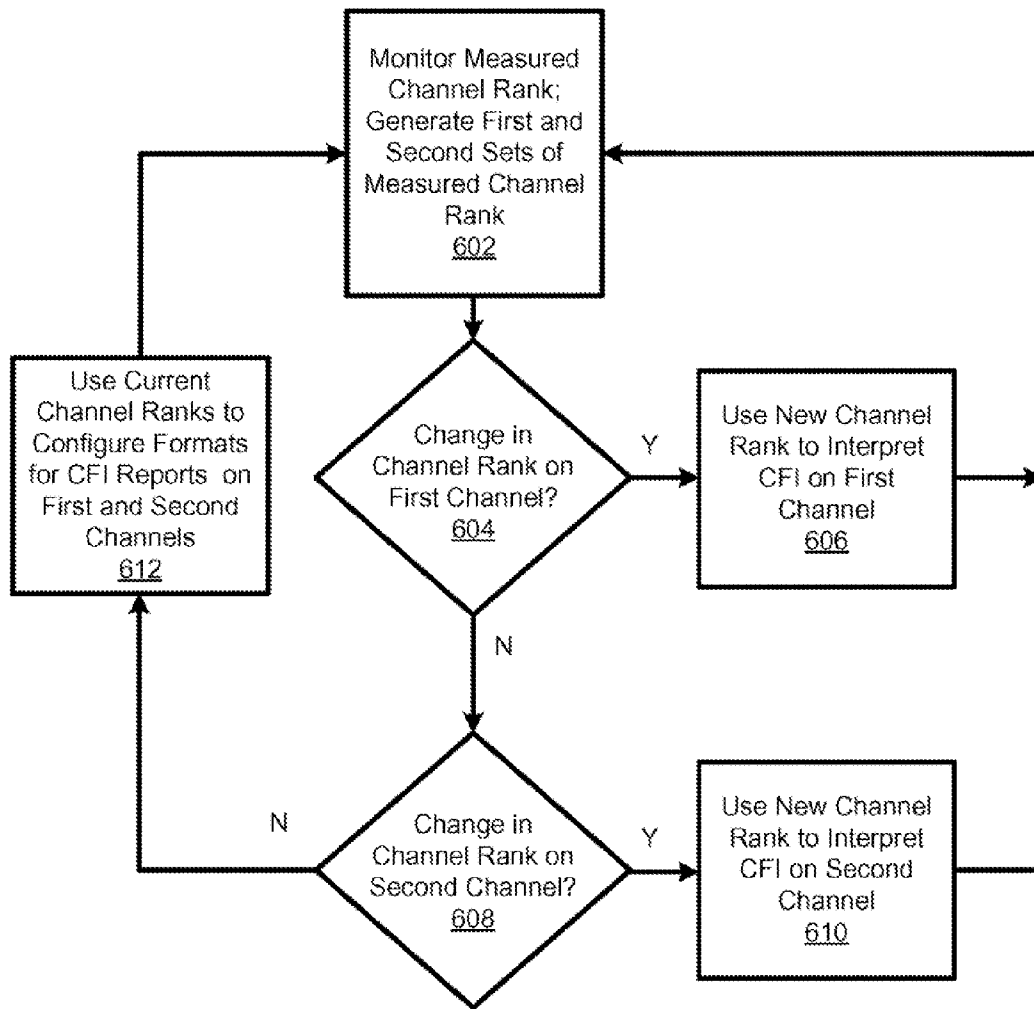 Monitor Measured
Channel Rank;
Generate First and
Second Sets of
Measured Channel
Rank
602
Use Current
Channel Ranks to
Configure Formats
for CFI Reports on
First and Second
Channels
612
Change in
Channel Rank on
First Channel?
604
Y
Use New Channel
Rank to Interpret
CFI on First
Channel
606
N
Change in
Channel Rank on
Second Channel?
608
N
Y
Use New Channel
Rank to Interpret
CFI on Second
Channel
610